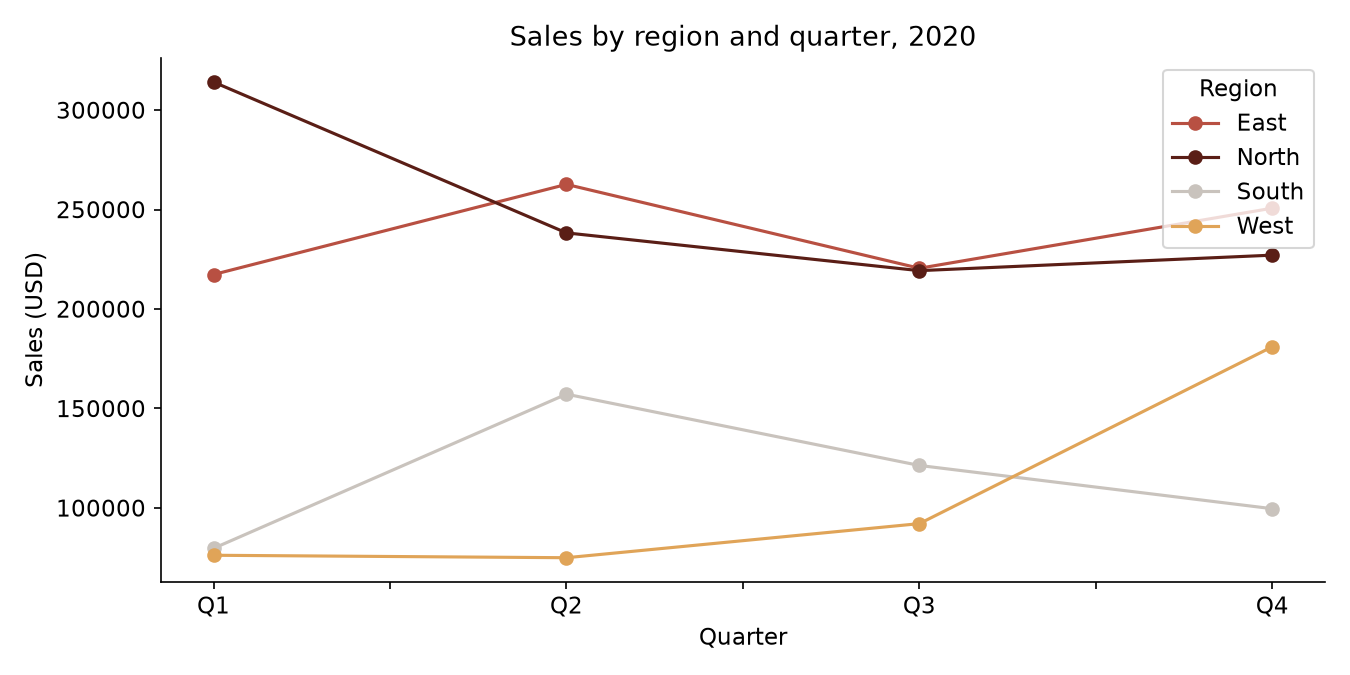 Sales by region and quarter, 2020
Region
East
North
South
West
300000
250000
200000
150000
100000
Sales (USD)
Q1 Q2 Q3 Q4
Quarter